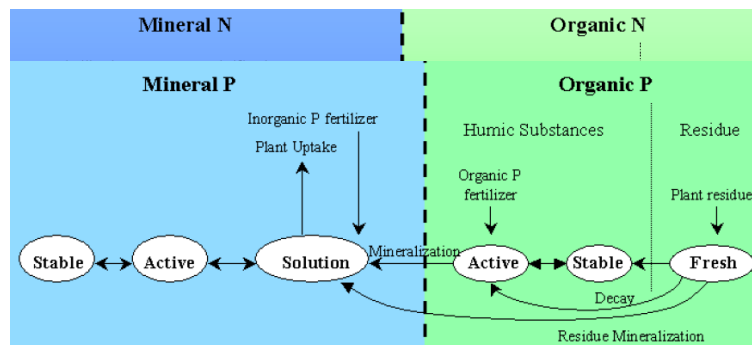 Mineral N
Organic N
Mineral P
Organic P
Inorganic P fertilizer
Plant Uptake
Humic Substances
Residue
Organic P
fertilizer
Plant residue
Stable
Active
Solution
Mineralization
Active
Stable
Fresh
Decay
Residue Mineralization